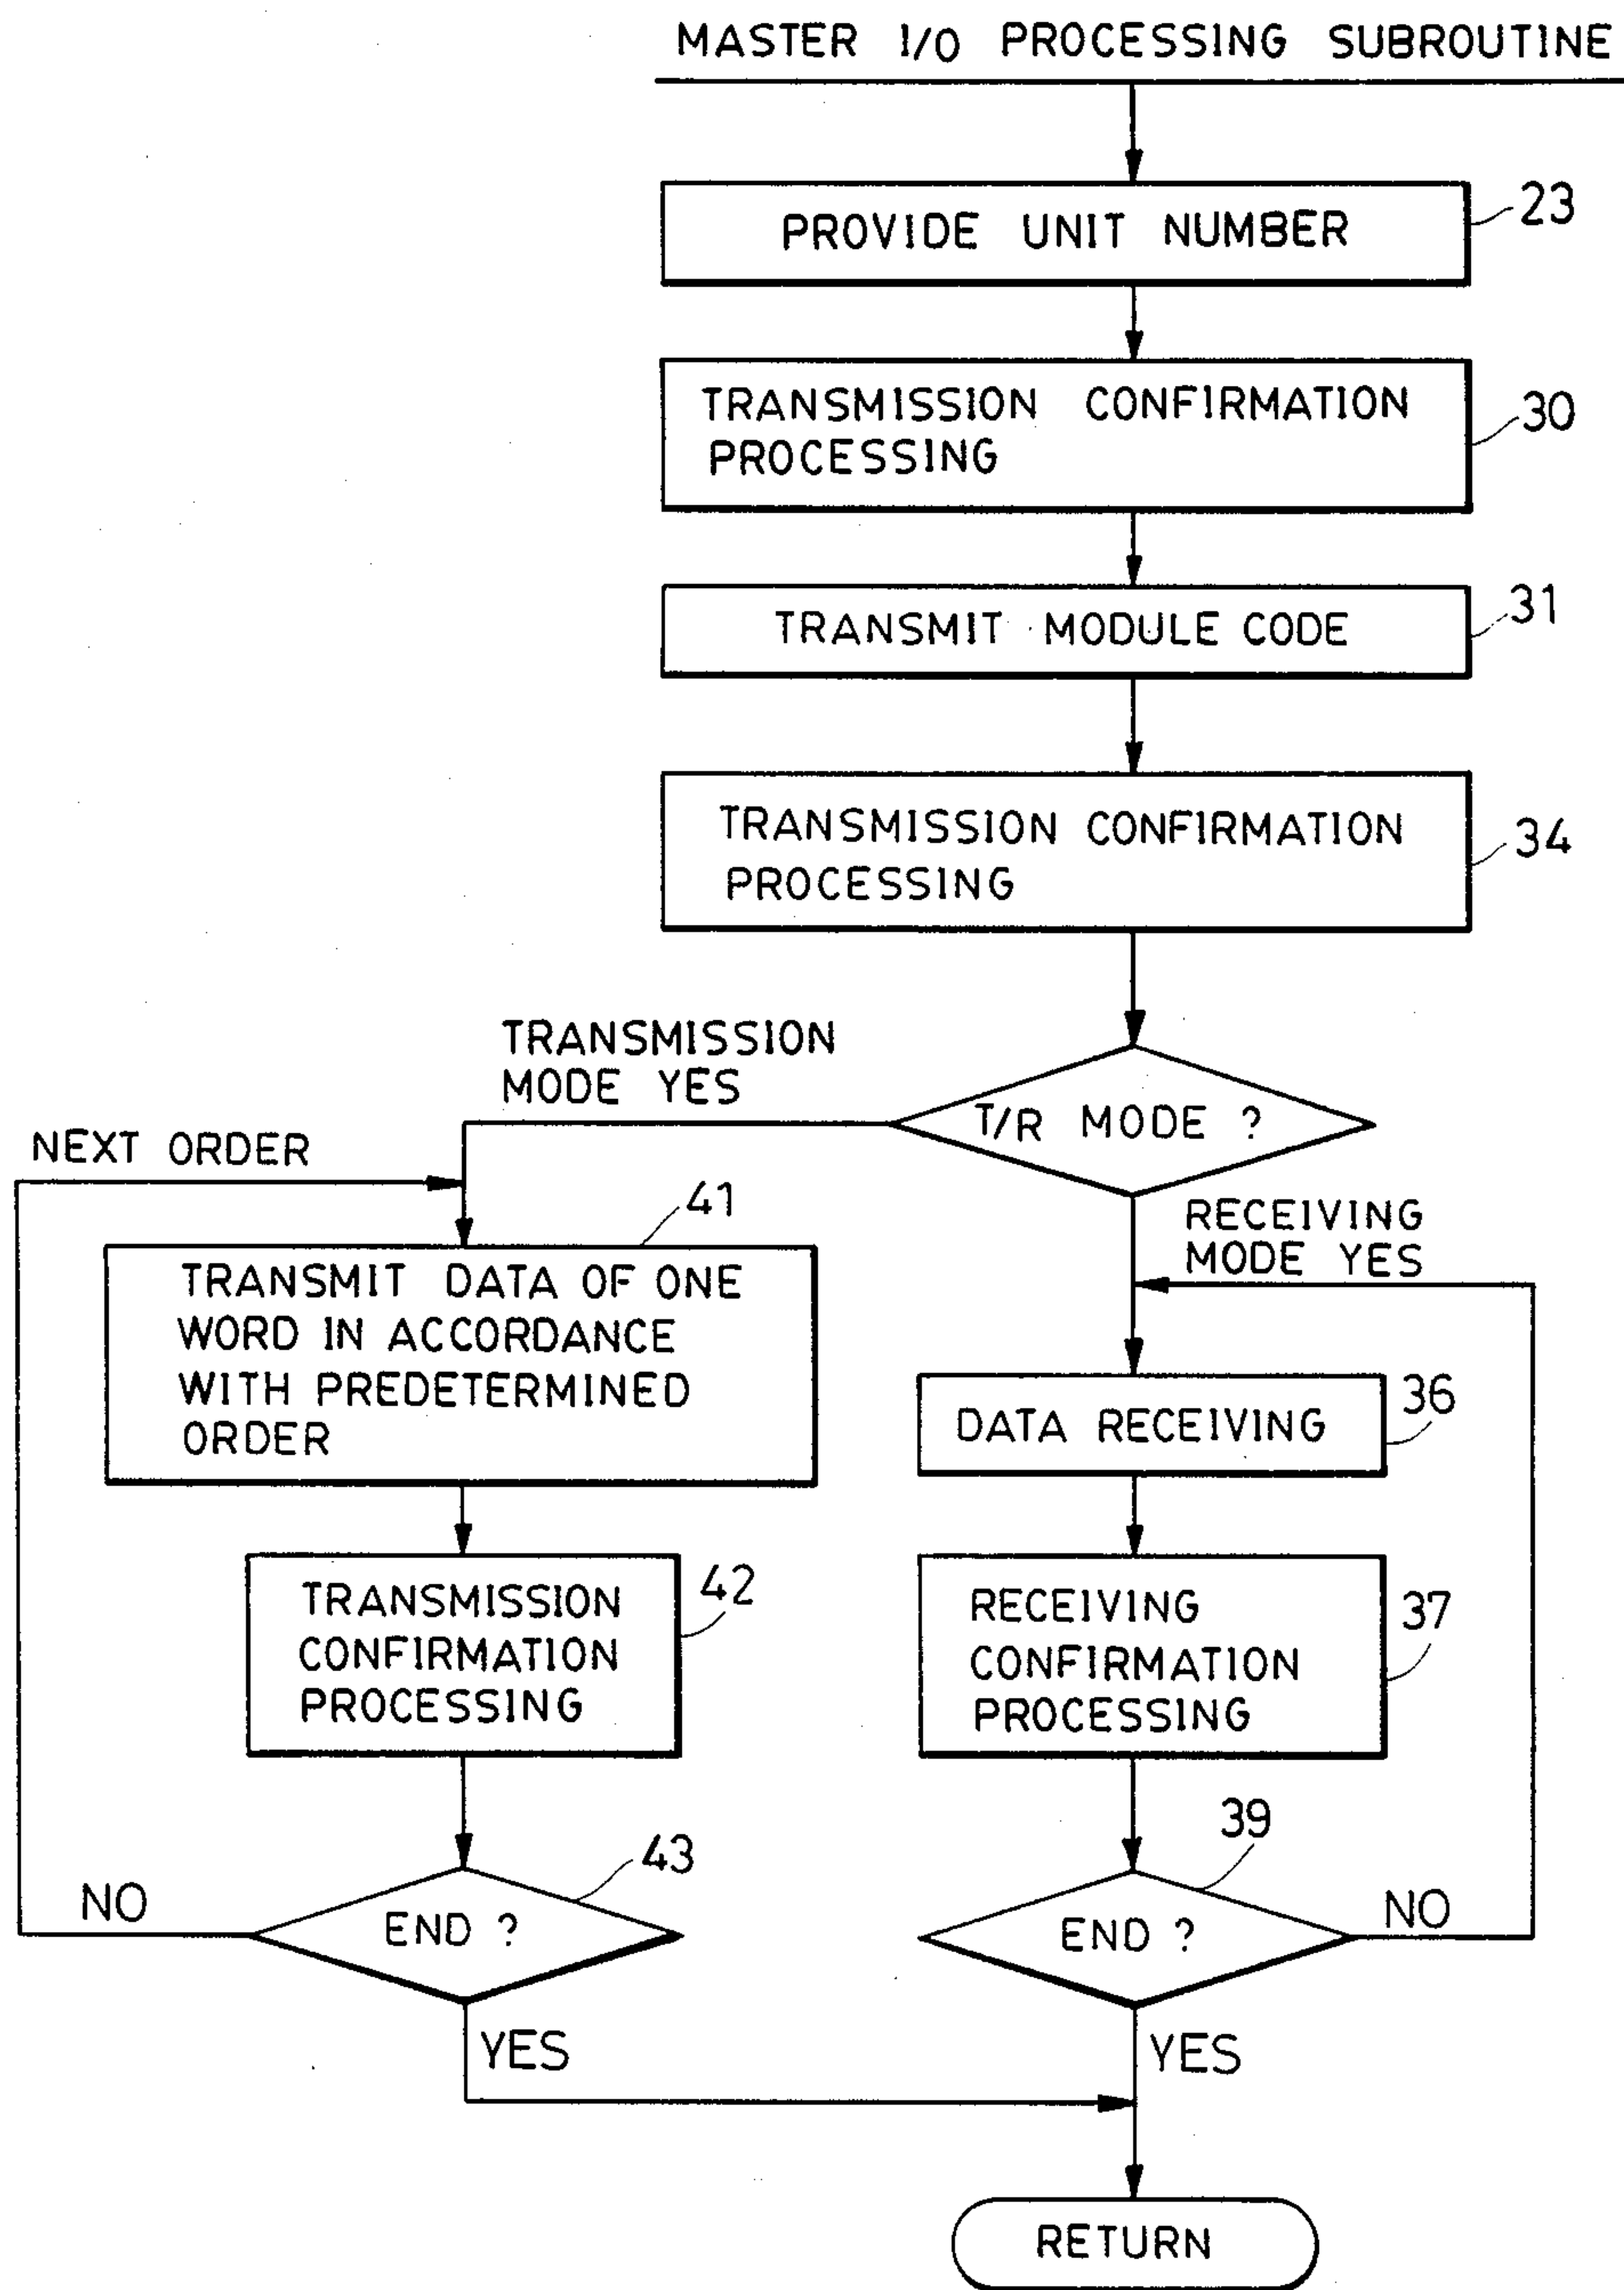 MASTER I/O PROCESSING SUBROUTINE
PROVIDE UNIT NUMBER
23
TRANSMISSION CONFIRMATION
PROCESSING
30
TRANSMIT MODULE CODE
31
TRANSMISSION CONFIRMATION
PROCESSING
34
T/R MODE ?
TRANSMISSION
MODE YES
NEXT ORDER
41
TRANSMIT DATA OF ONE
WORD IN ACCORDANCE
WITH PREDETERMINED
ORDER
TRANSMISSION
CONFIRMATION
PROCESSING
42
END ?
43
NO
YES
RECEIVING
MODE YES
DATA RECEIVING
36
RECEIVING
CONFIRMATION
PROCESSING
37
END ?
39
NO
YES
RETURN